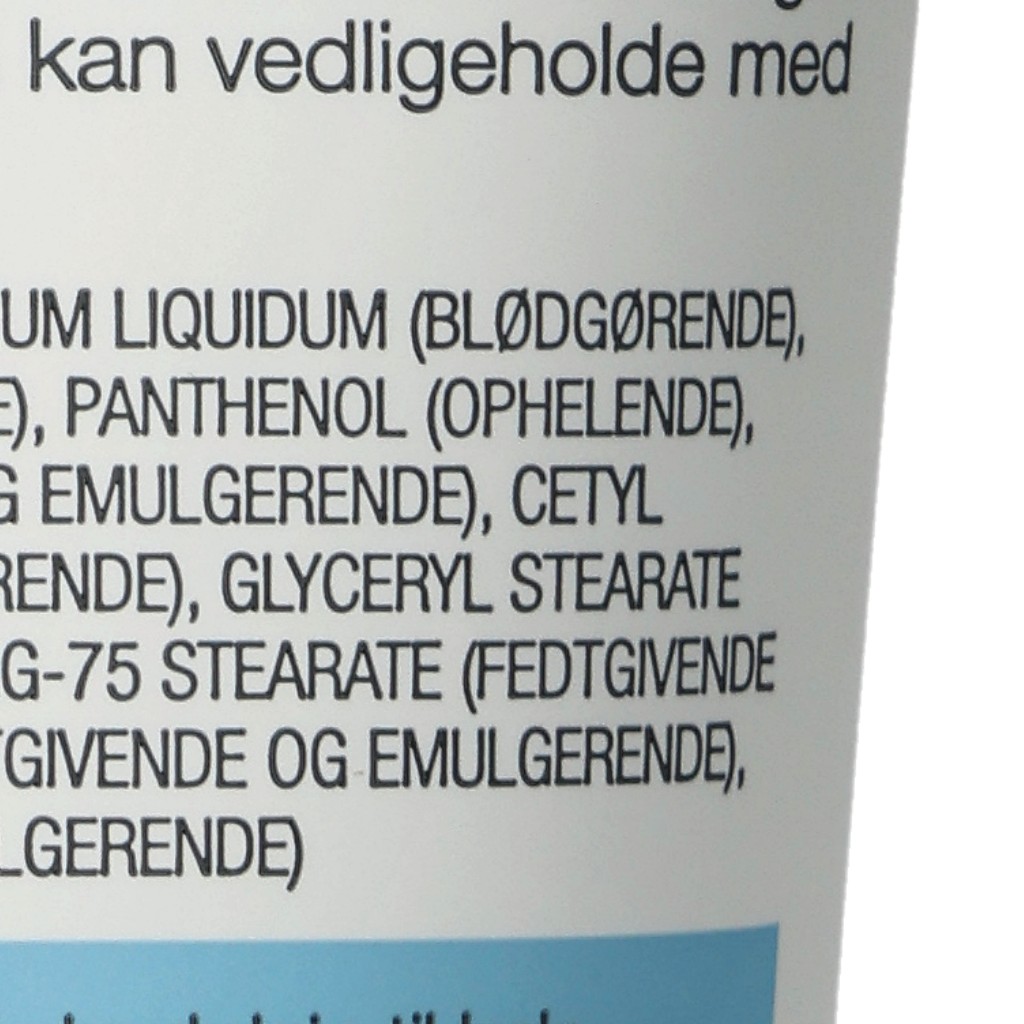 kan vedligeholde med
UM LIQUIDUM (BLØDGØRENDE),
E), PANTHENOL (OPHELENDE),
G EMULGERENDE), CETYL
RENDE), GLYCERYL STEARATE
G-75 STEARATE (FEDTGIVENDE
TGIVENDE OG EMULGERENDE),
LGERENDE)